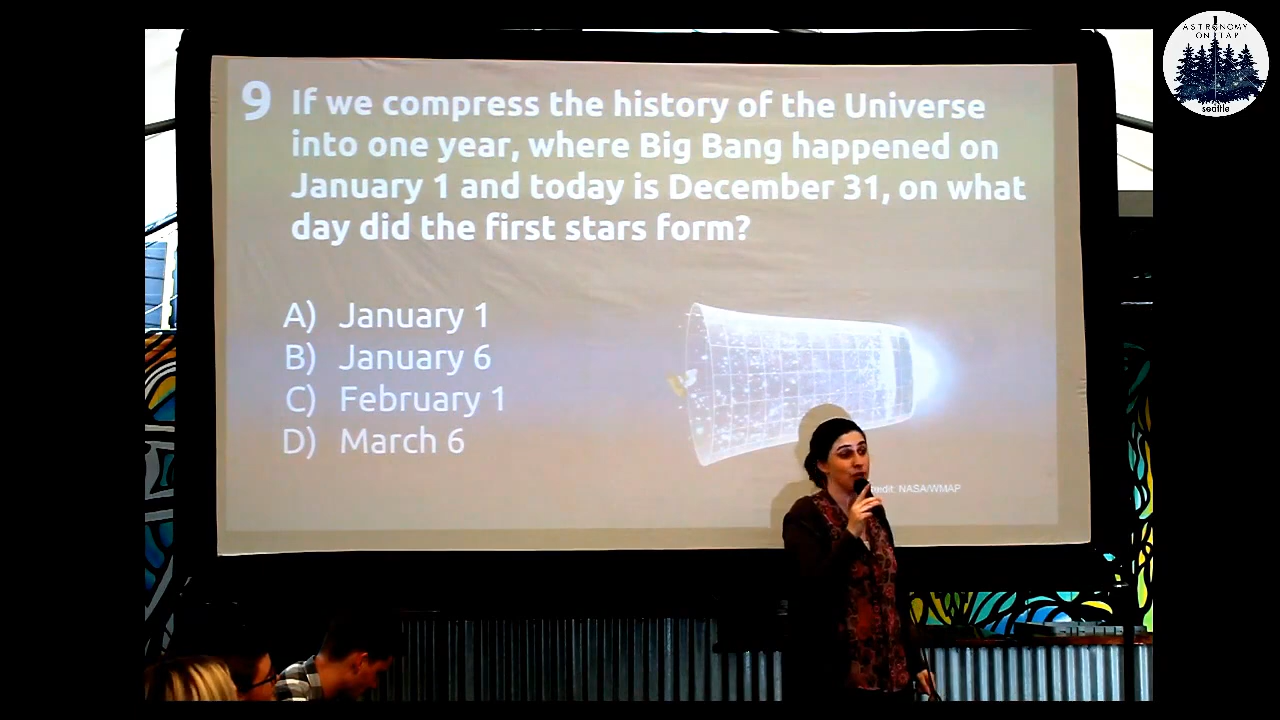 9 If we compress the history of the Universe
into one year, where Big Bang happened on
January 1 and today is December 31, on what
day did the first stars form?
A) January 1
B) January 6
C) February 1
D) March 6
NASA/WMAP
ASTRONOMY
ON TAP
seattle